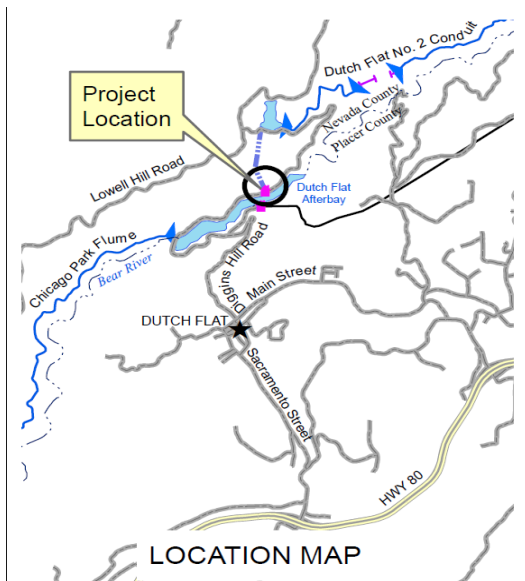 Dutch Flat No. 2 Conduit
Project
Location
Nevada County
Placer County
Lowell Hill Road
Dutch Flat
Afterbay
Chicago Park Flume
Bear River
Diggins Hill Road
Main Street
DUTCH FLAT
Sacramento Street
HWY 80
LOCATION MAP